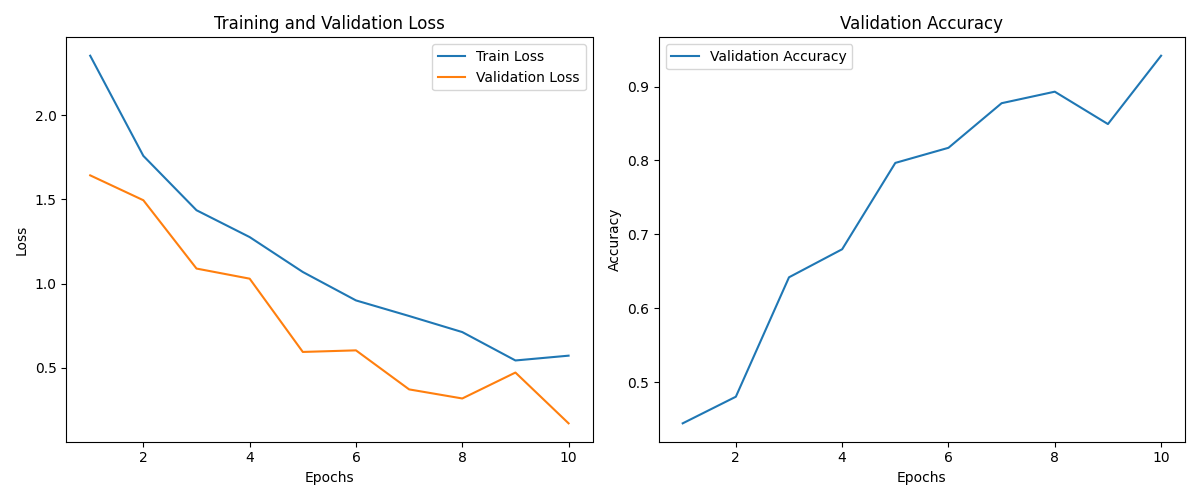 Training and Validation Loss
Train Loss
Validation Loss
2.0
1.5
1.0
0.5
Loss
2 4 6 8 10
Epochs
Validation Accuracy
Validation Accuracy
0.9
0.8
0.7
0.6
0.5
Accuracy
2 4 6 8 10
Epochs